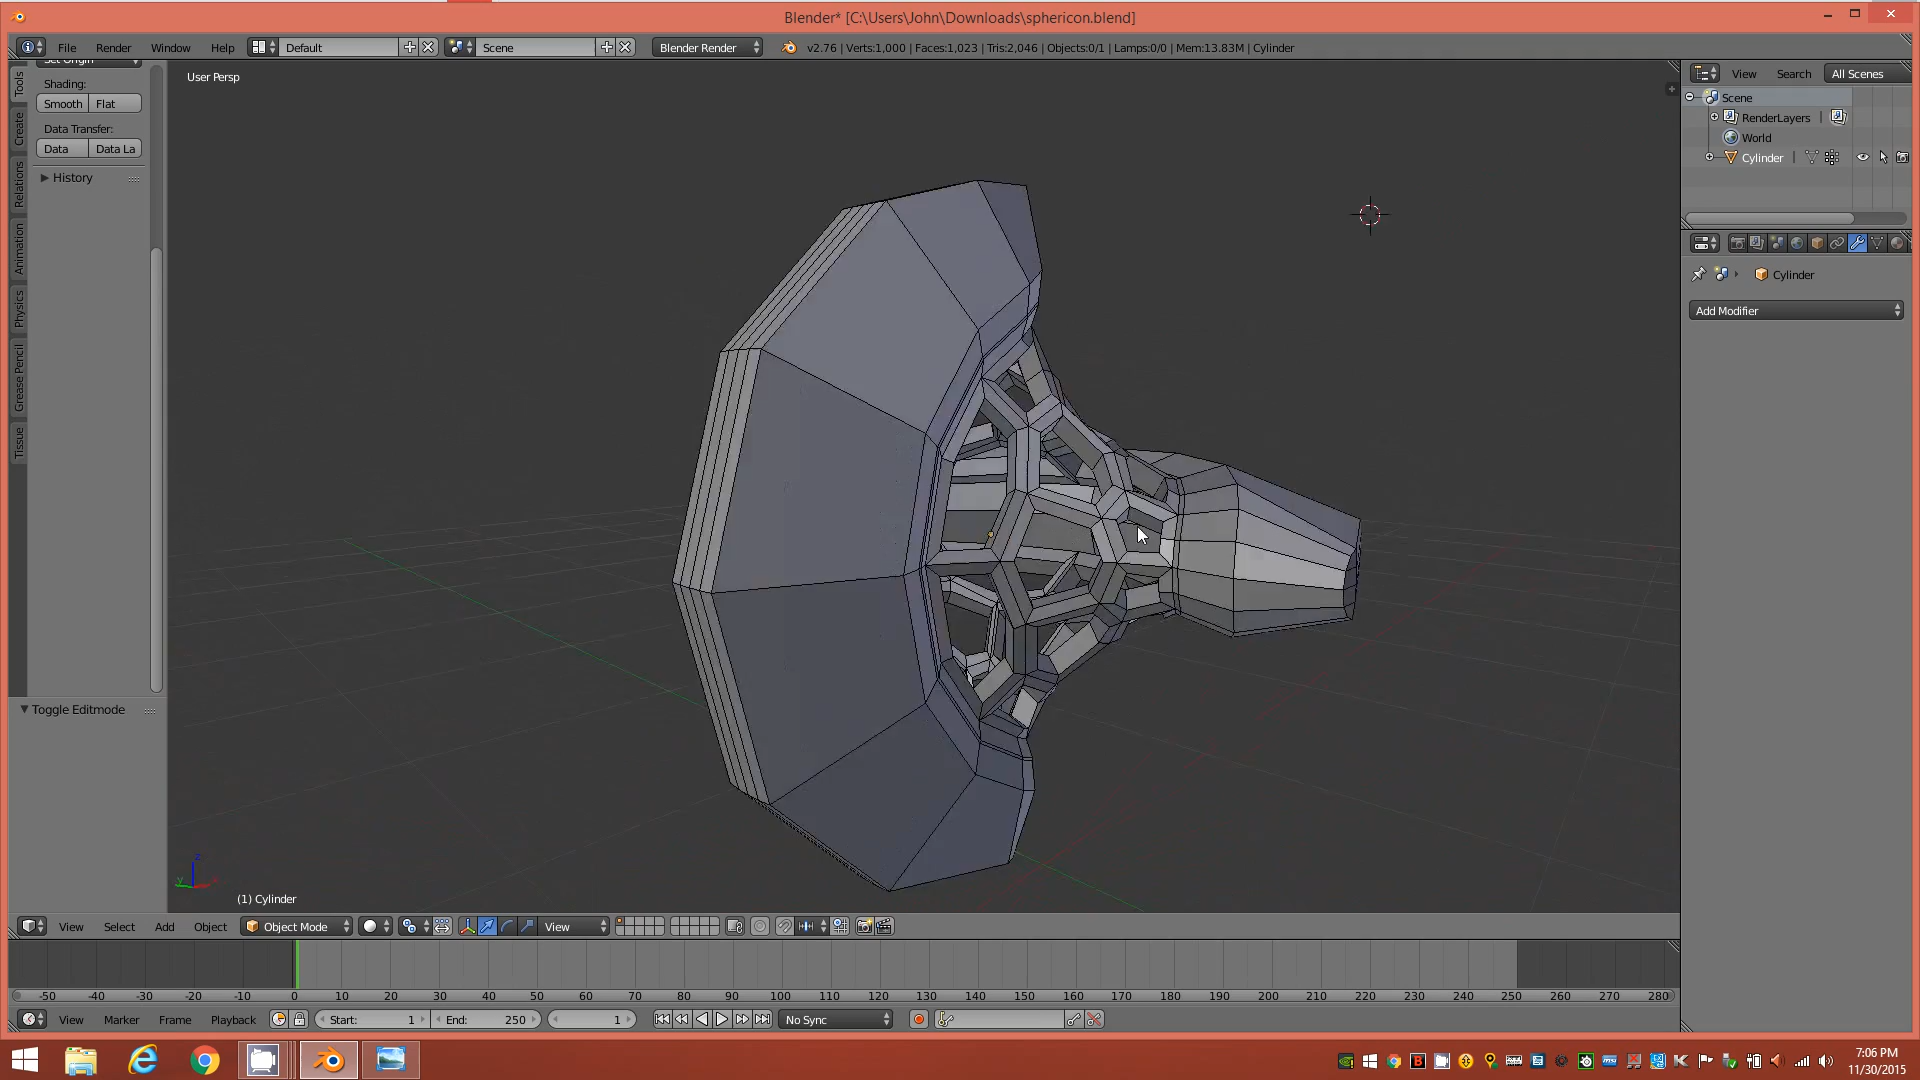 Blender* [C:\Users\John\Downloads\sphericon.blend]
File Render Window Help Default Scene Blender Render v2.76 | Verts:1,000 | Faces:1,023 | Tris:2,046 | Objects:0/1 | Lamps:0/0 | Mem:13.83M | Cylinder
Set Origin
User Persp
Shading:
Smooth Flat
Data Transfer:
Data Data La
History
Tools
Create
Relations
Animation
Physics
Grease Pencil
Tissue
Toggle Editmode
View Search All Scenes
Scene
RenderLayers
World
Cylinder
Cylinder
Add Modifier
z
y
(1) Cylinder
View Select Add Object Object Mode View
-50 -40 -30 -20 -10 0 10 20 30 40 50 60 70 80 90 100 110 120 130 140 150 160 170 180 190 200 210 220 230 240 250 260 270 280
View Marker Frame Playback Start: 1 End: 250 1 No Sync
7:06 PM
11/30/2015